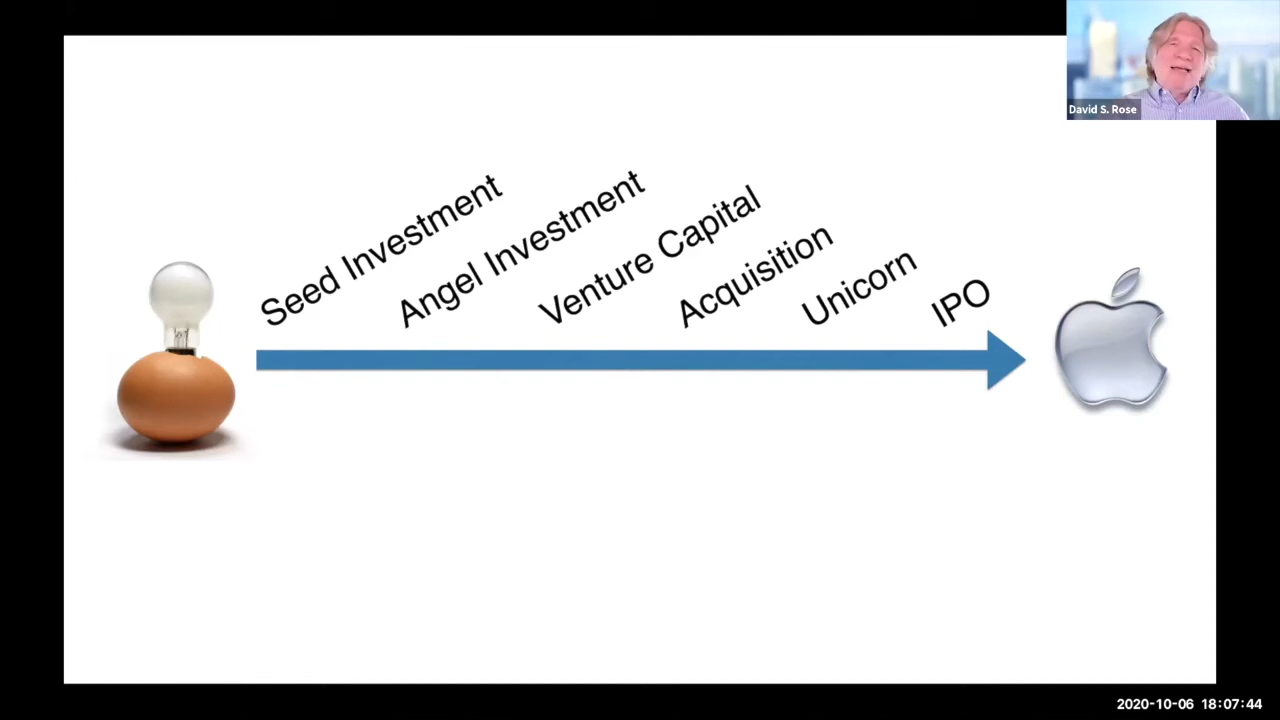 David S. Rose
Seed Investment
Angel Investment
Venture Capital
Acquisition
Unicorn
IPO
2020-10-06 18:07:44